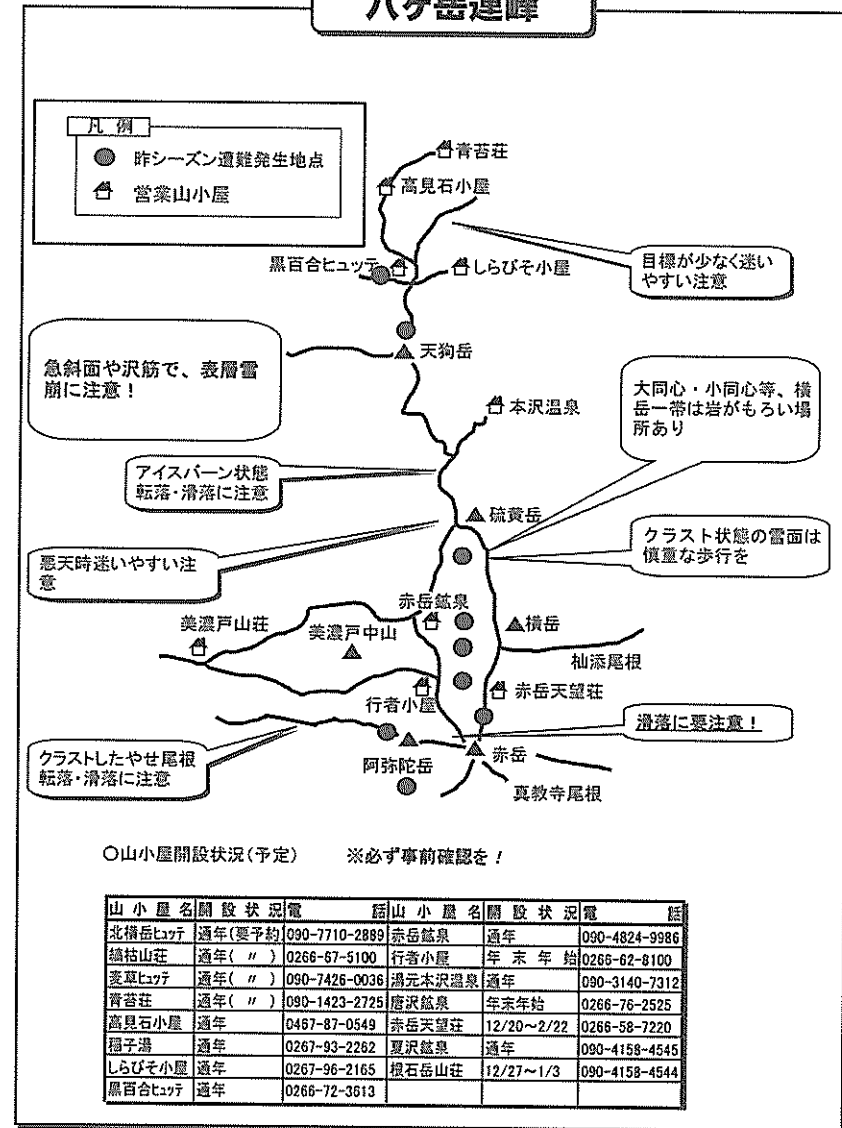 八ケ岳連峰
凡 例
昨シーズン遭難発生地点
営業山小屋
青苔荘
高見石小屋
黒百合ヒュッテ
しらびそ小屋
目標が少なく迷い
やすい注意
天狗岳
急斜面や沢筋で、表層雪
崩に注意！
大同心・小同心等、横
岳一帯は岩がもろい場
所あり
本沢温泉
アイスバーン状態
転落・滑落に注意
硫黄岳
クラスト状態の雪面は
慎重な歩行を
悪天時迷いやすい注
意
赤岳鉱泉
美濃戸山荘
美濃戸中山
横岳
杣添尾根
行者小屋
赤岳天望荘
滑落に要注意！
クラストしたやせ尾根
転落・滑落に注意
阿弥陀岳
赤岳
真教寺尾根
○山小屋開設状況(予定) ※必ず事前確認を！
山小屋名 開設状況 電話 山小屋名 開設状況 電話
北横岳ヒュッテ 通年(要予約) 090-7710-2889 赤岳鉱泉 通年 090-4824-9986
縞枯山荘 通年( 〃 ) 0266-67-5100 行者小屋 年末年始 0266-62-8100
麦草ヒュッテ 通年( 〃 ) 090-7426-0036 湯元本沢温泉 通年 090-3140-7312
青苔荘 通年( 〃 ) 090-1423-2725 唐沢鉱泉 年末年始 0266-76-2525
高見石小屋 通年 0467-87-0549 赤岳天望荘 12/20～2/22 0266-58-7220
稲子湯 通年 0267-93-2262 夏沢鉱泉 通年 090-4158-4545
しらびそ小屋 通年 0267-96-2165 根石岳山荘 12/27～1/3 090-4158-4544
黒百合ヒュッテ 通年 0266-72-3613